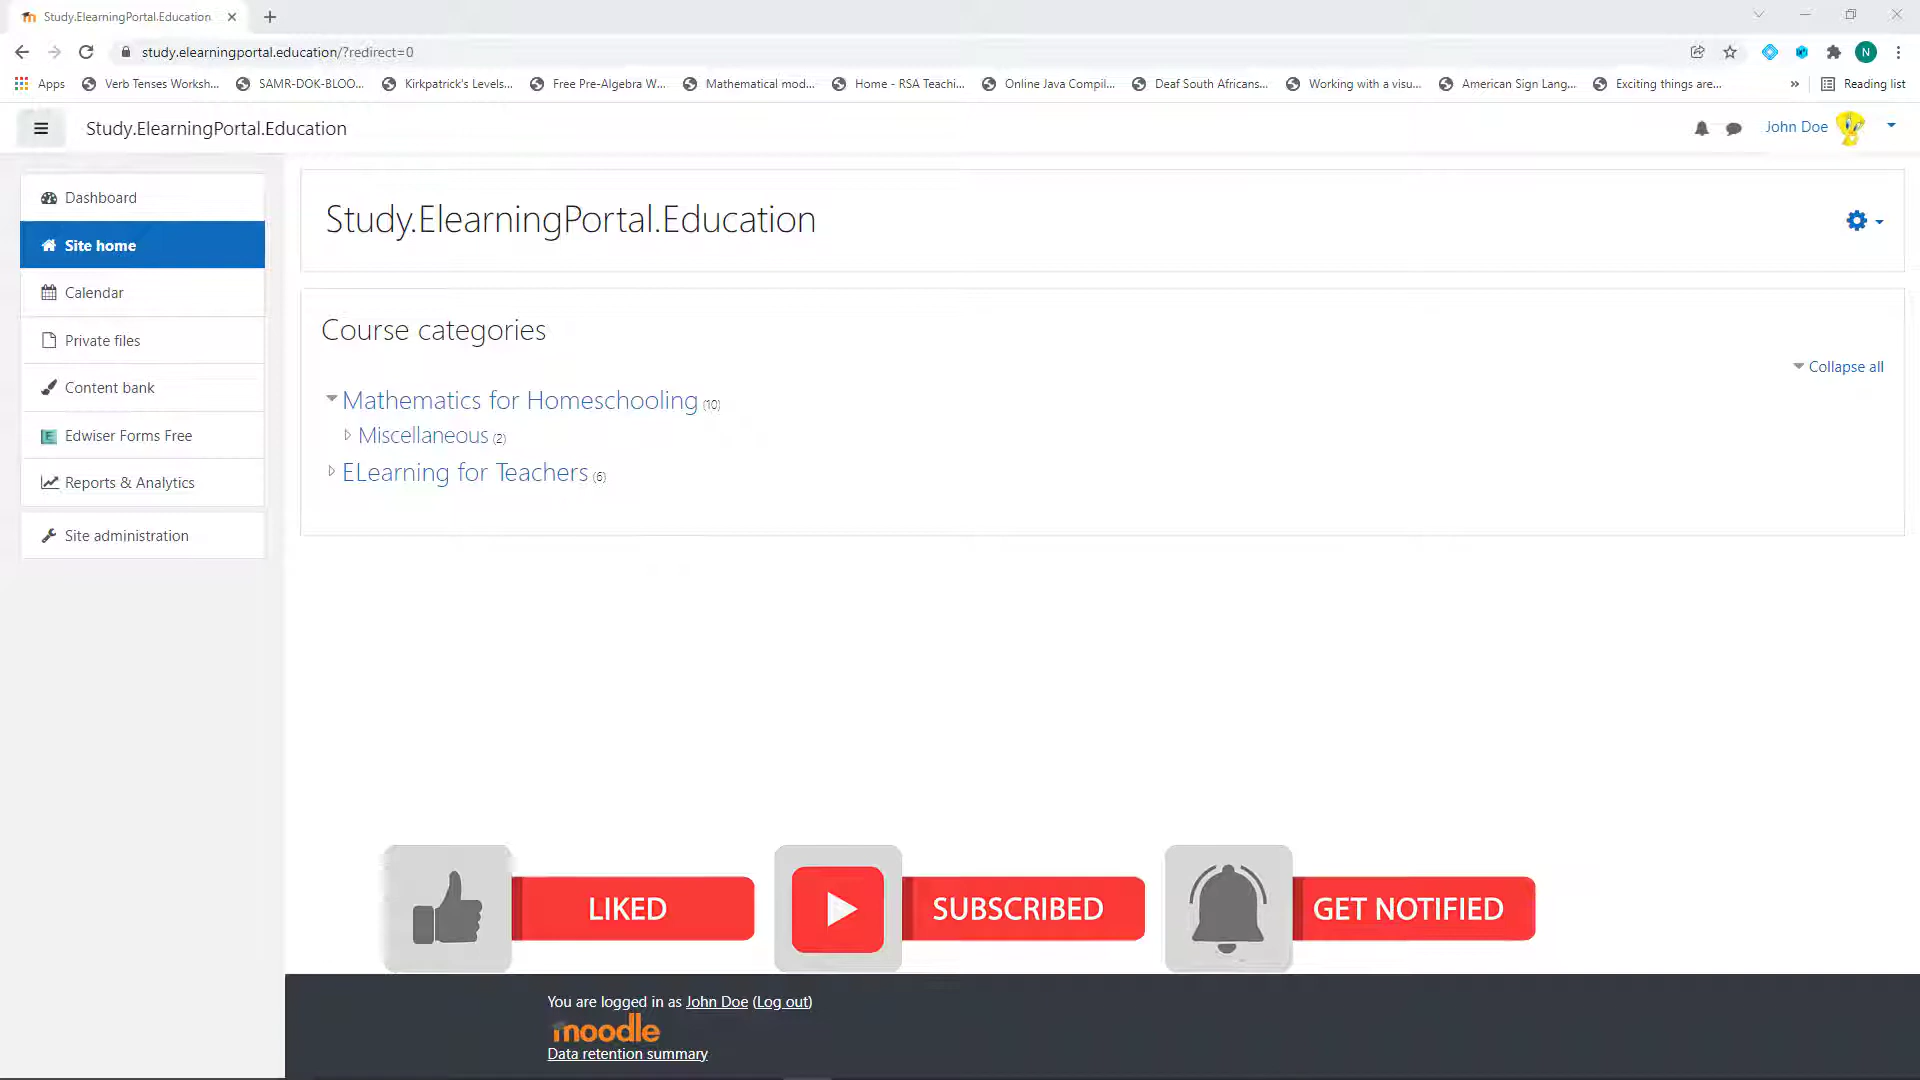 Study.ElearningPortal.Education
study.elearningportal.education/?redirect=0
N
Apps Verb Tenses Worksh... SAMR-DOK-BLOO... Kirkpatrick's Levels... Free Pre-Algebra W... Mathematical mod... Home - RSA Teachi... Online Java Compil... Deaf South Africans... Working with a visu... American Sign Lang... Exciting things are... » Reading list
Study.ElearningPortal.Education
John Doe
Dashboard
Site home
Calendar
Private files
Content bank
E Edwiser Forms Free
Reports & Analytics
Site administration
Study.ElearningPortal.Education
Course categories
Collapse all
Mathematics for Homeschooling (10)
Miscellaneous (2)
ELearning for Teachers (6)
LIKED
SUBSCRIBED
GET NOTIFIED
You are logged in as John Doe (Log out)
moodle
Data retention summary